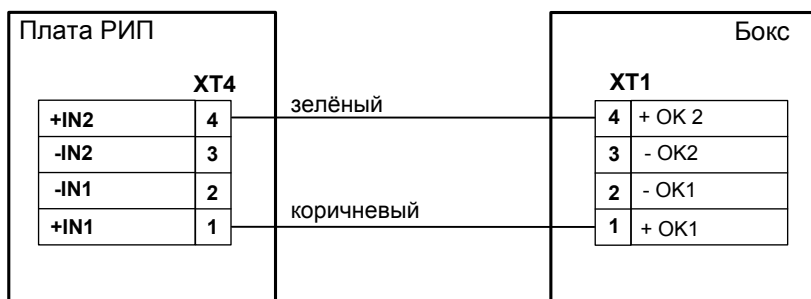 Плата РИП
Бокс
XT4
XT1
зелёный
+IN2 4
4 + OK 2
-IN2 3
3 - OK2
-IN1 2
2 - OK1
коричневый
+IN1 1
1 + OK1